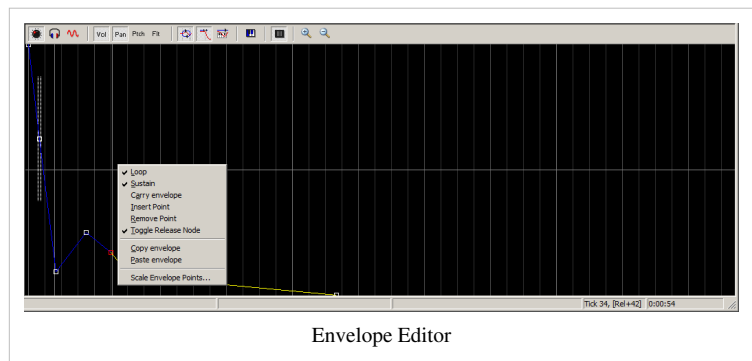 Vol Pan Ptch Flt
Loop
Sustain
Carry envelope
Insert Point
Remove Point
Toggle Release Node
Copy envelope
Paste envelope
Scale Envelope Points...
Tick 34, [Rel+42] 0:00:54
Envelope Editor